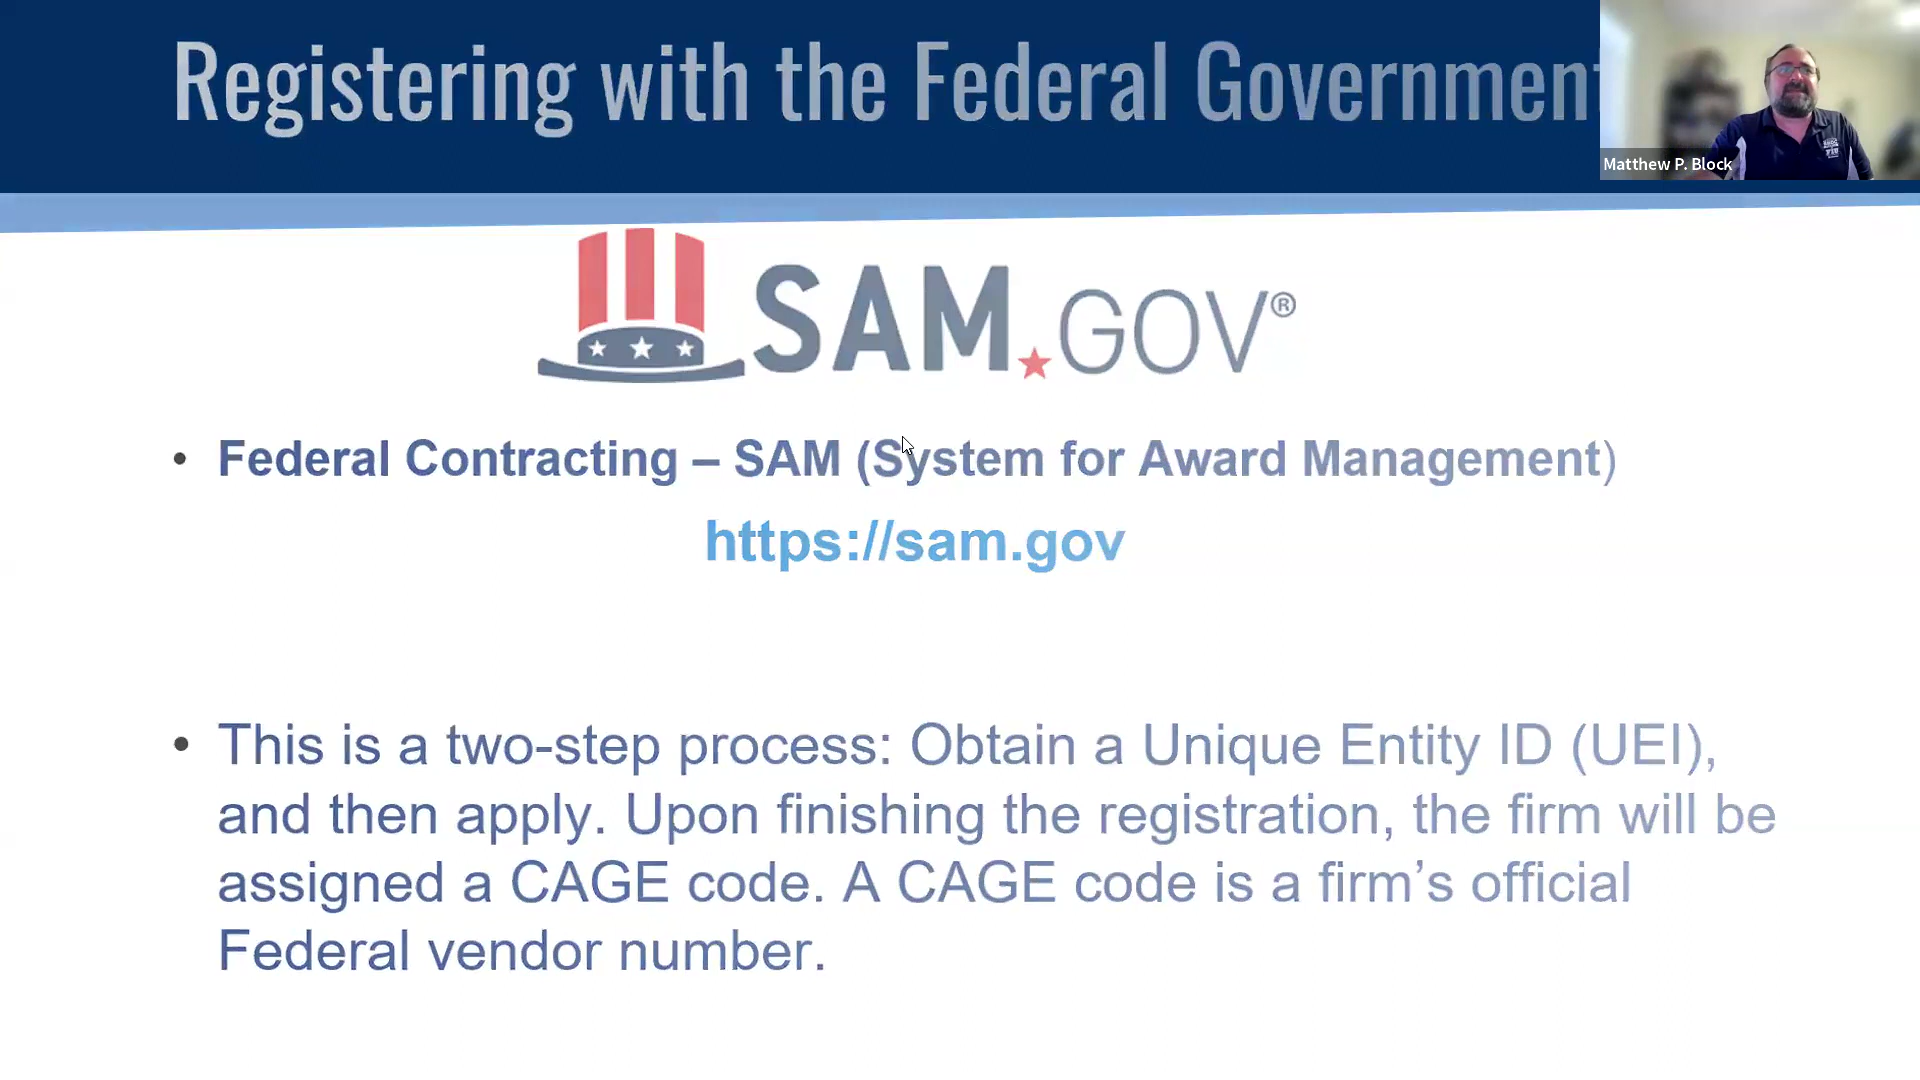 Registering with the Federal Government
Matthew P. Block
SAM.GOV®
• Federal Contracting – SAM (System for Award Management)
https://sam.gov
• This is a two-step process: Obtain a Unique Entity ID (UEI),
and then apply. Upon finishing the registration, the firm will be
assigned a CAGE code. A CAGE code is a firm’s official
Federal vendor number.